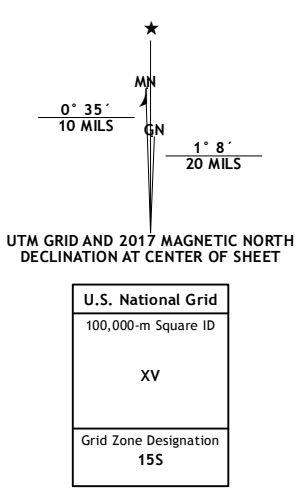 ★
MN
0° 35´
10 MILS
GN
1° 8´
20 MILS
UTM GRID AND 2017 MAGNETIC NORTH
DECLINATION AT CENTER OF SHEET
U.S. National Grid
100,000-m Square ID
XV
Grid Zone Designation
15S